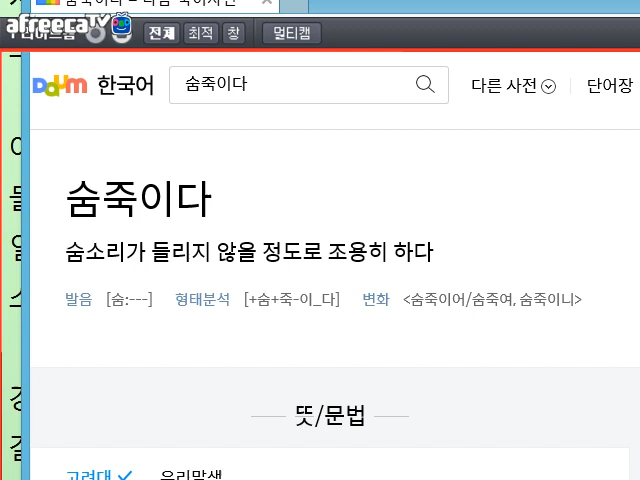 afreecaTV
전체 최적 창 멀티캠
Daum 한국어 숨죽이다 다른 사전 단어장
숨죽이다
숨소리가 들리지 않을 정도로 조용히 하다
발음 [숨:---] 형태분석 [+숨+죽-이_다] 변화 <숨죽이어/숨죽여, 숨죽이니>
뜻/문법
고려대 우리말샘